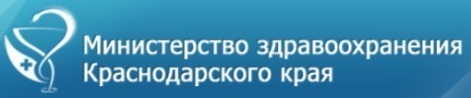 Министерство здравоохранения
Краснодарского края